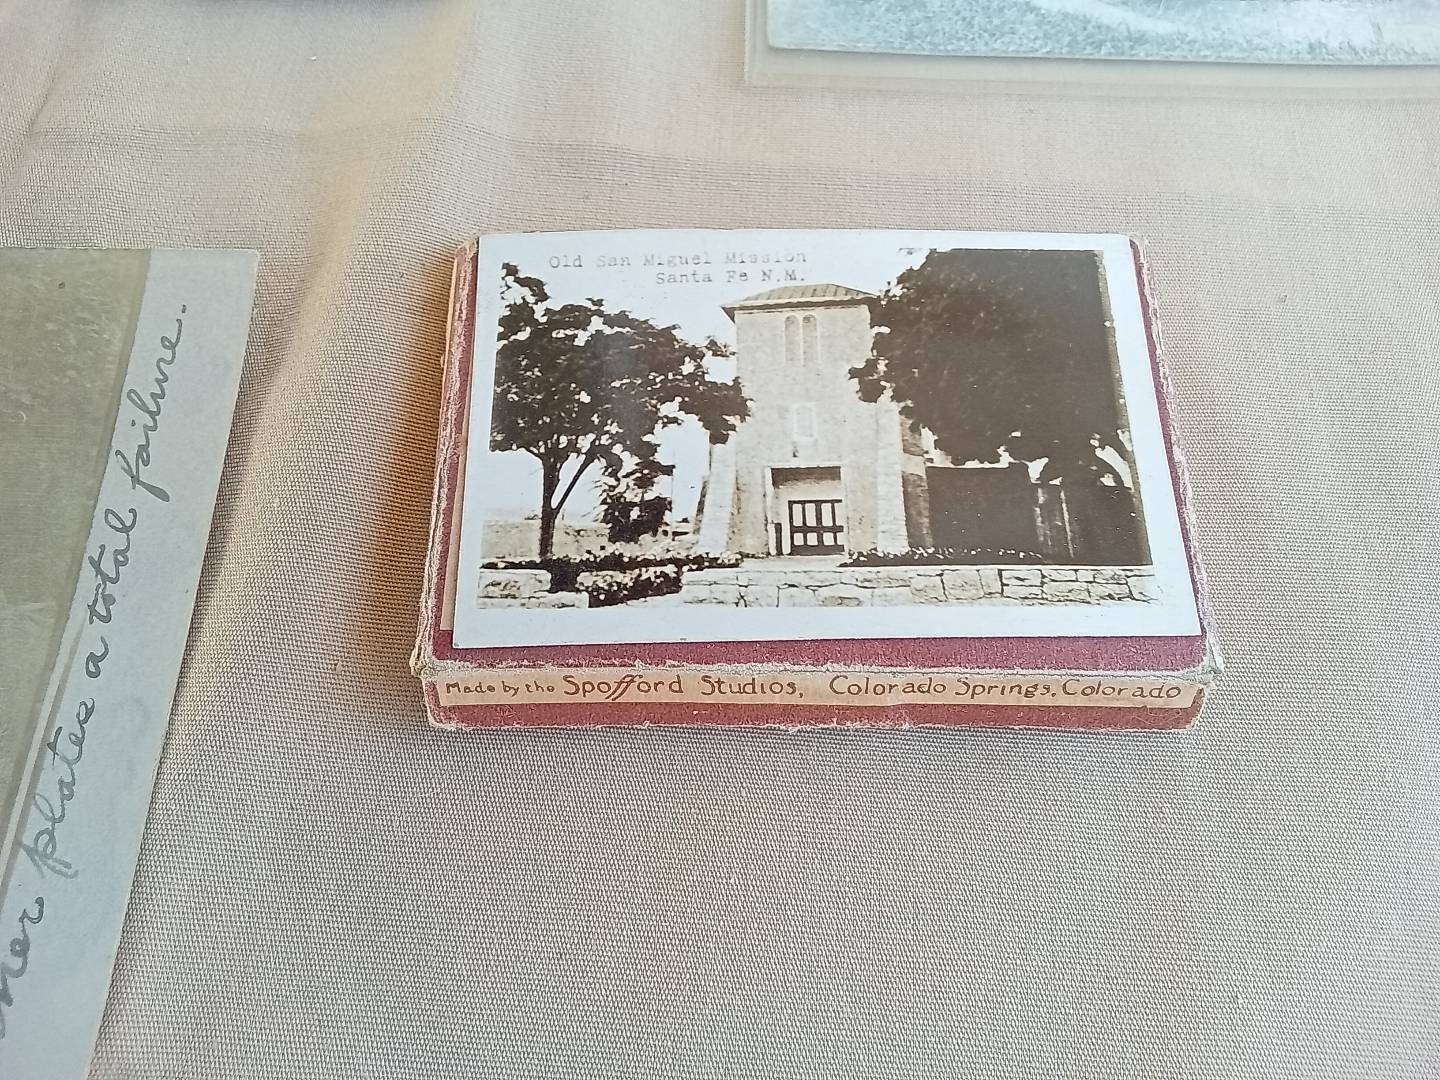 Old San Miguel Mission
Santa Fe N.M.
Made by the Spofford Studios, Colorado Springs, Colorado
plates a total failure.